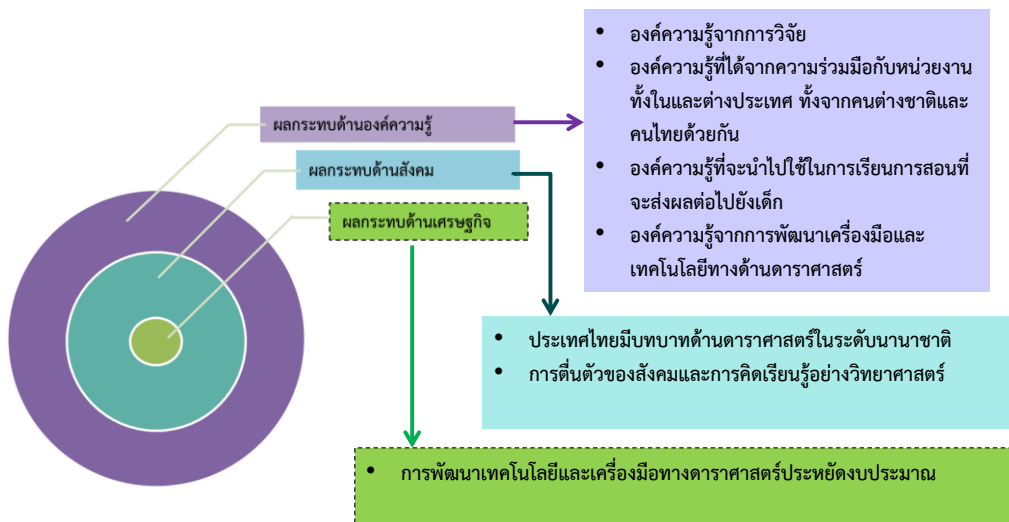 ผลกระทบด้านองค์ความรู้
• องค์ความรู้จากการวิจัย
• องค์ความรู้ที่ได้จากความร่วมมือกับหน่วยงาน
ทั้งในและต่างประเทศ ทั้งจากคนต่างชาติและ
คนไทยด้วยกัน
• องค์ความรู้ที่จะนำไปใช้ในการเรียนการสอนที่
จะส่งผลต่อไปยังเด็ก
• องค์ความรู้จากการพัฒนาเครื่องมือและ
เทคโนโลยีทางด้านดาราศาสตร์
ผลกระทบด้านสังคม
• ประเทศไทยมีบทบาทด้านดาราศาสตร์ในระดับนานาชาติ
• การตื่นตัวของสังคมและการคิดเรียนรู้อย่างวิทยาศาสตร์
ผลกระทบด้านเศรษฐกิจ
• การพัฒนาเทคโนโลยีและเครื่องมือทางดาราศาสตร์ประหยัดงบประมาณ